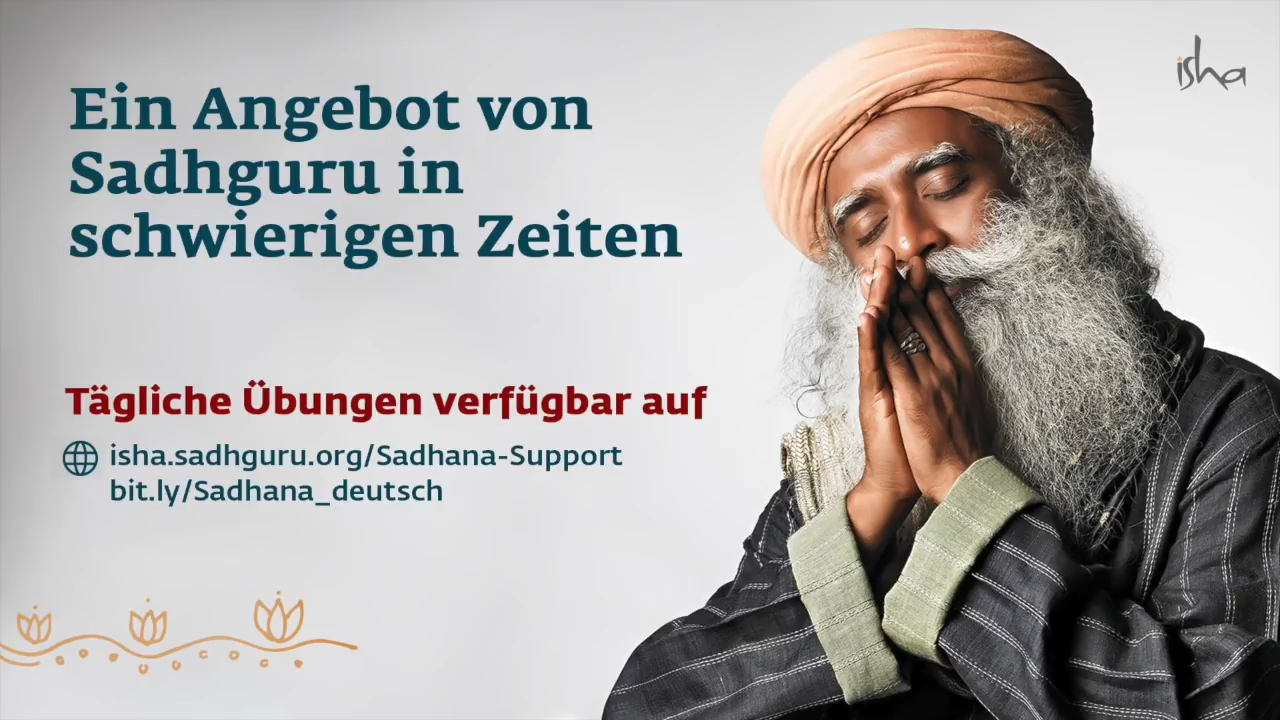 Ein Angebot von
Sadhguru in
schwierigen Zeiten
isha
Tägliche Übungen verfügbar auf
isha.sadhguru.org/Sadhana-Support
bit.ly/Sadhana_deutsch